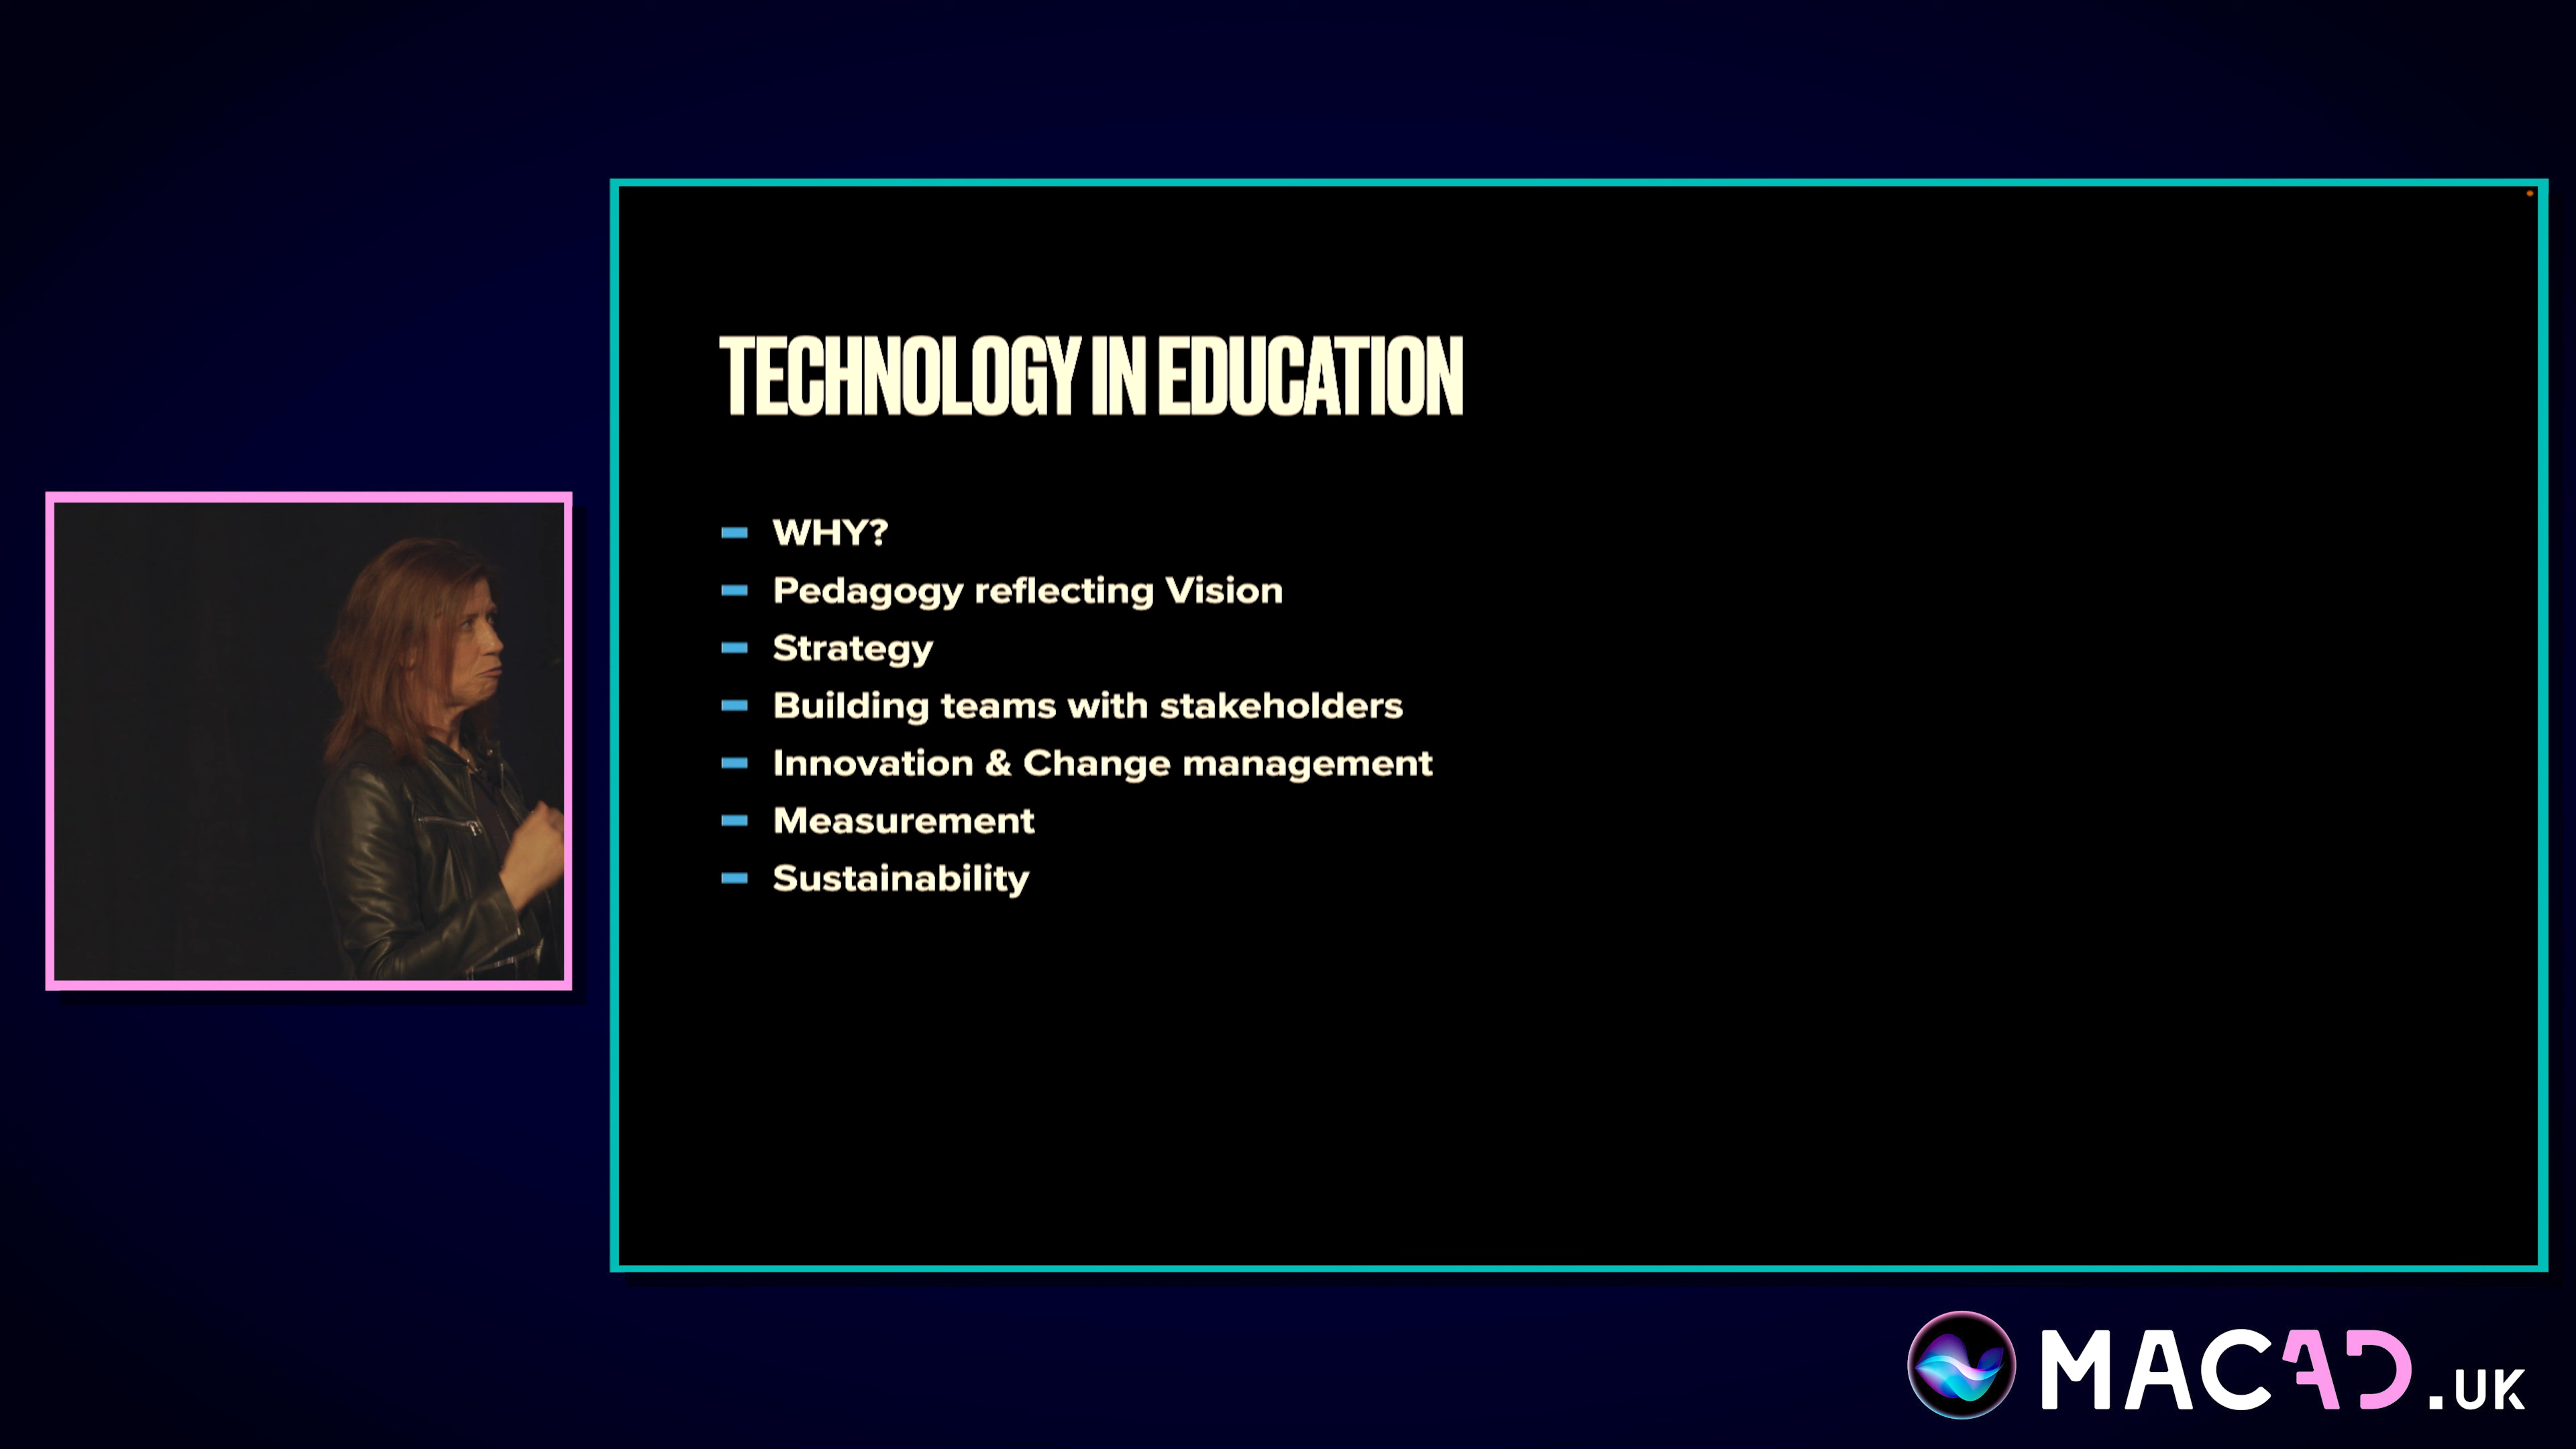 TECHNOLOGY IN EDUCATION
WHY?
Pedagogy reflecting Vision
Strategy
Building teams with stakeholders
Innovation & Change management
Measurement
Sustainability
MACAD.UK